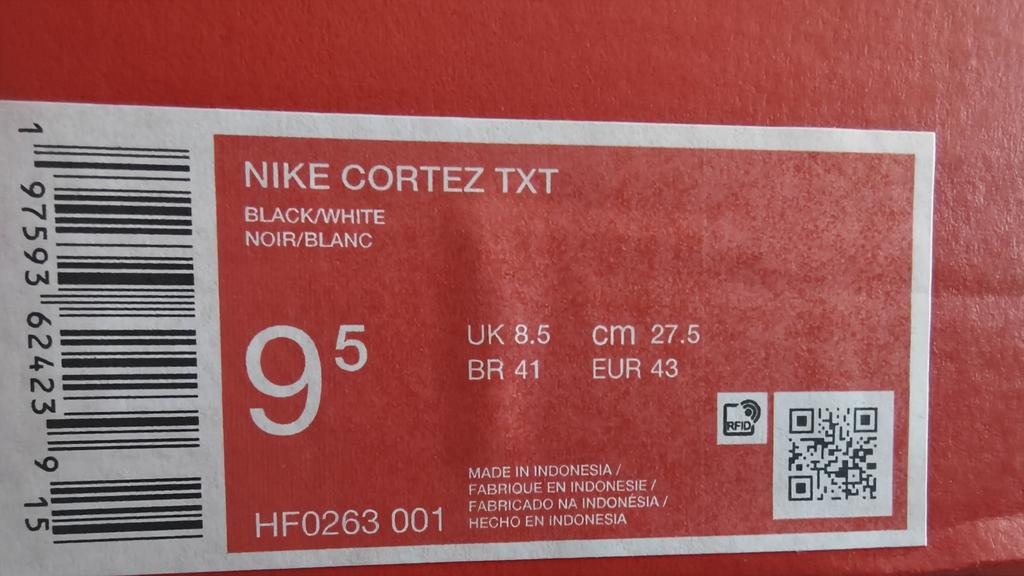 NIKE CORTEZ TXT
BLACK/WHITE
NOIR/BLANC
9 5
UK 8.5 cm 27.5
BR 41 EUR 43
RFID
MADE IN INDONESIA /
FABRIQUE EN INDONESIE /
FABRICADO NA INDONÉSIA /
HECHO EN INDONESIA
HF0263 001
1 97593 62423 9 15